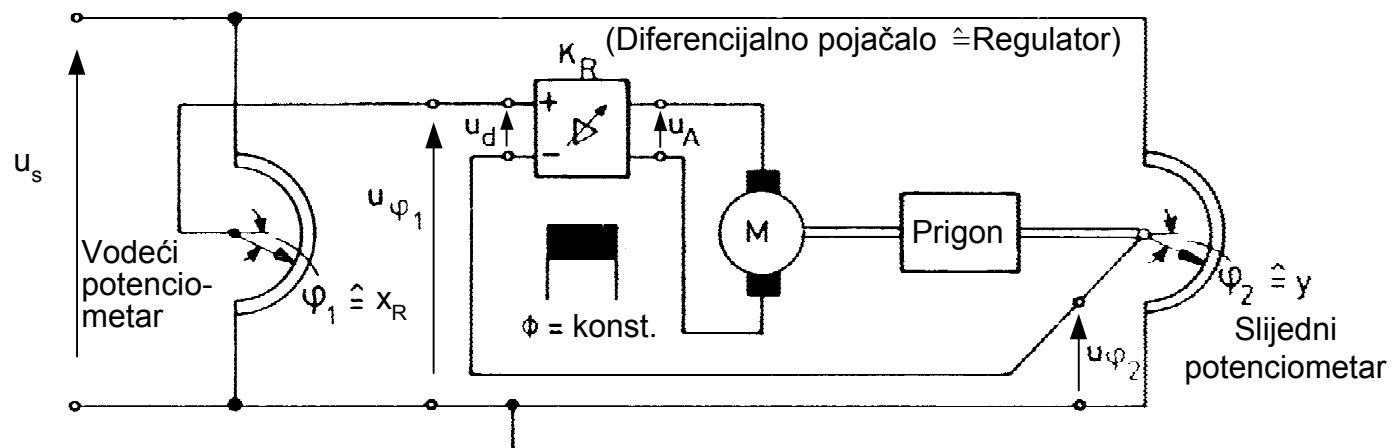 (Diferencijalno pojačalo ≙Regulator)
K_R
+
−
u_d
u_A
u_s
u_φ₁
M
Prigon
Vodeći
potencio-
metar
φ₁ ≙ x_R
Φ = konst.
u_φ₂
φ₂ ≙ y
Slijedni
potenciometar